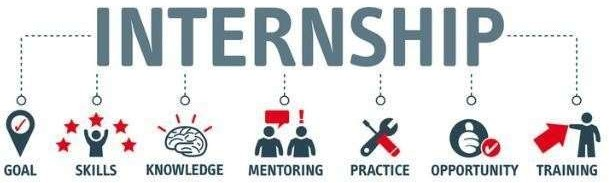 INTERNSHIP
GOAL SKILLS KNOWLEDGE MENTORING PRACTICE OPPORTUNITY TRAINING